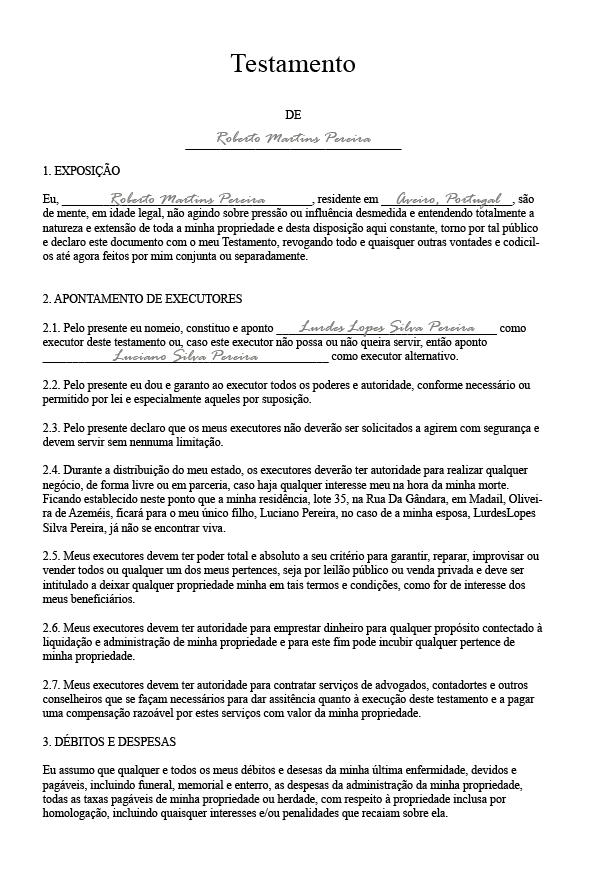 Testamento
DE
Roberto Martins Pereira
1. EXPOSIÇÃO
Eu, Roberto Martins Pereira, residente em Aveiro, Portugal, são
de mente, em idade legal, não agindo sobre pressão ou influência desmedida e entendendo totalmente a
natureza e extensão de toda a minha propriedade e desta disposição aqui constante, torno por tal público
e declaro este documento com o meu Testamento, revogando todo e quaisquer outras vontades e codicil-
os até agora feitos por mim conjunta ou separadamente.
2. APONTAMENTO DE EXECUTORES
2.1. Pelo presente eu nomeio, constituo e aponto Lurdes Lopes Silva Pereira como
executor deste testamento ou, caso este executor não possa ou não queira servir, então aponto
Luciano Silva Pereira como executor alternativo.
2.2. Pelo presente eu dou e garanto ao executor todos os poderes e autoridade, conforme necessário ou
permitido por lei e especialmente aqueles por suposição.
2.3. Pelo presente declaro que os meus executores não deverão ser solicitados a agirem com segurança e
devem servir sem nennuma limitação.
2.4. Durante a distribuição do meu estado, os executores deverão ter autoridade para realizar qualquer
negócio, de forma livre ou em parceria, caso haja qualquer interesse meu na hora da minha morte.
Ficando establecido neste ponto que a minha residência, lote 35, na Rua Da Gândara, em Madail, Olivei-
ra de Azeméis, ficará para o meu único filho, Luciano Pereira, no caso de a minha esposa, LurdesLopes
Silva Pereira, já não se encontrar viva.
2.5. Meus executores devem ter poder total e absoluto a seu critério para garantir, reparar, improvisar ou
vender todos ou qualquer um dos meus pertences, seja por leilão público ou venda privada e deve ser
intitulado a deixar qualquer propriedade minha em tais termos e condições, como for de interesse dos
meus beneficiários.
2.6. Meus executores devem ter autoridade para emprestar dinheiro para qualquer propósito contectado à
liquidação e administração de minha propriedade e para este fim pode incubir qualquer pertence de
minha propriedade.
2.7. Meus executores devem ter autoridade para contratar serviços de advogados, contadortes e outros
conselheiros que se façam necessários para dar assitência quanto à execução deste testamento e a pagar
uma compensação razoável por estes serviços com valor da minha propriedade.
3. DÉBITOS E DESPESAS
Eu assumo que qualquer e todos os meus débitos e desesas da minha última enfermidade, devidos e
pagáveis, incluindo funeral, memorial e enterro, as despesas da administração da minha propriedade,
todas as taxas pagáveis de minha propriedade ou herdade, com respeito à propriedade inclusa por
homologação, incluindo quaisquer interesses e/ou penalidades que recaiam sobre ela.